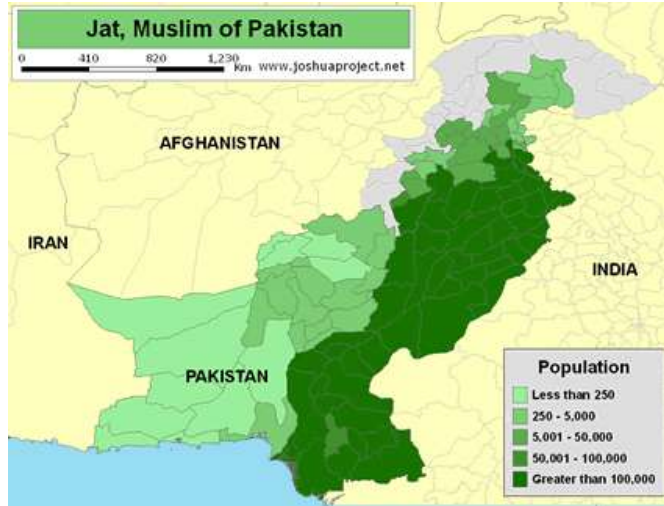 Jat, Muslim of Pakistan
0 410 820 1,230
Km www.joshuaproject.net
AFGHANISTAN
IRAN
INDIA
PAKISTAN
Population
Less than 250
250 - 5,000
5,001 - 50,000
50,001 - 100,000
Greater than 100,000